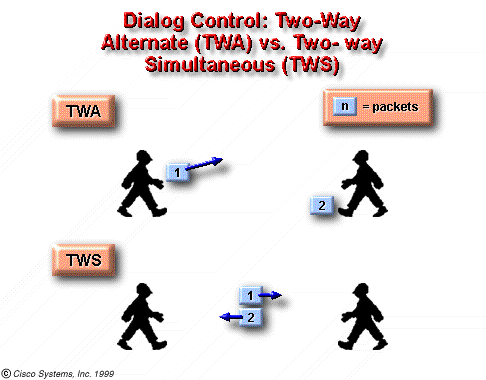 Dialog Control: Two-Way
Alternate (TWA) vs. Two- way
Simultaneous (TWS)
TWA
n = packets
1
2
TWS
1
2
© Cisco Systems, Inc. 1999